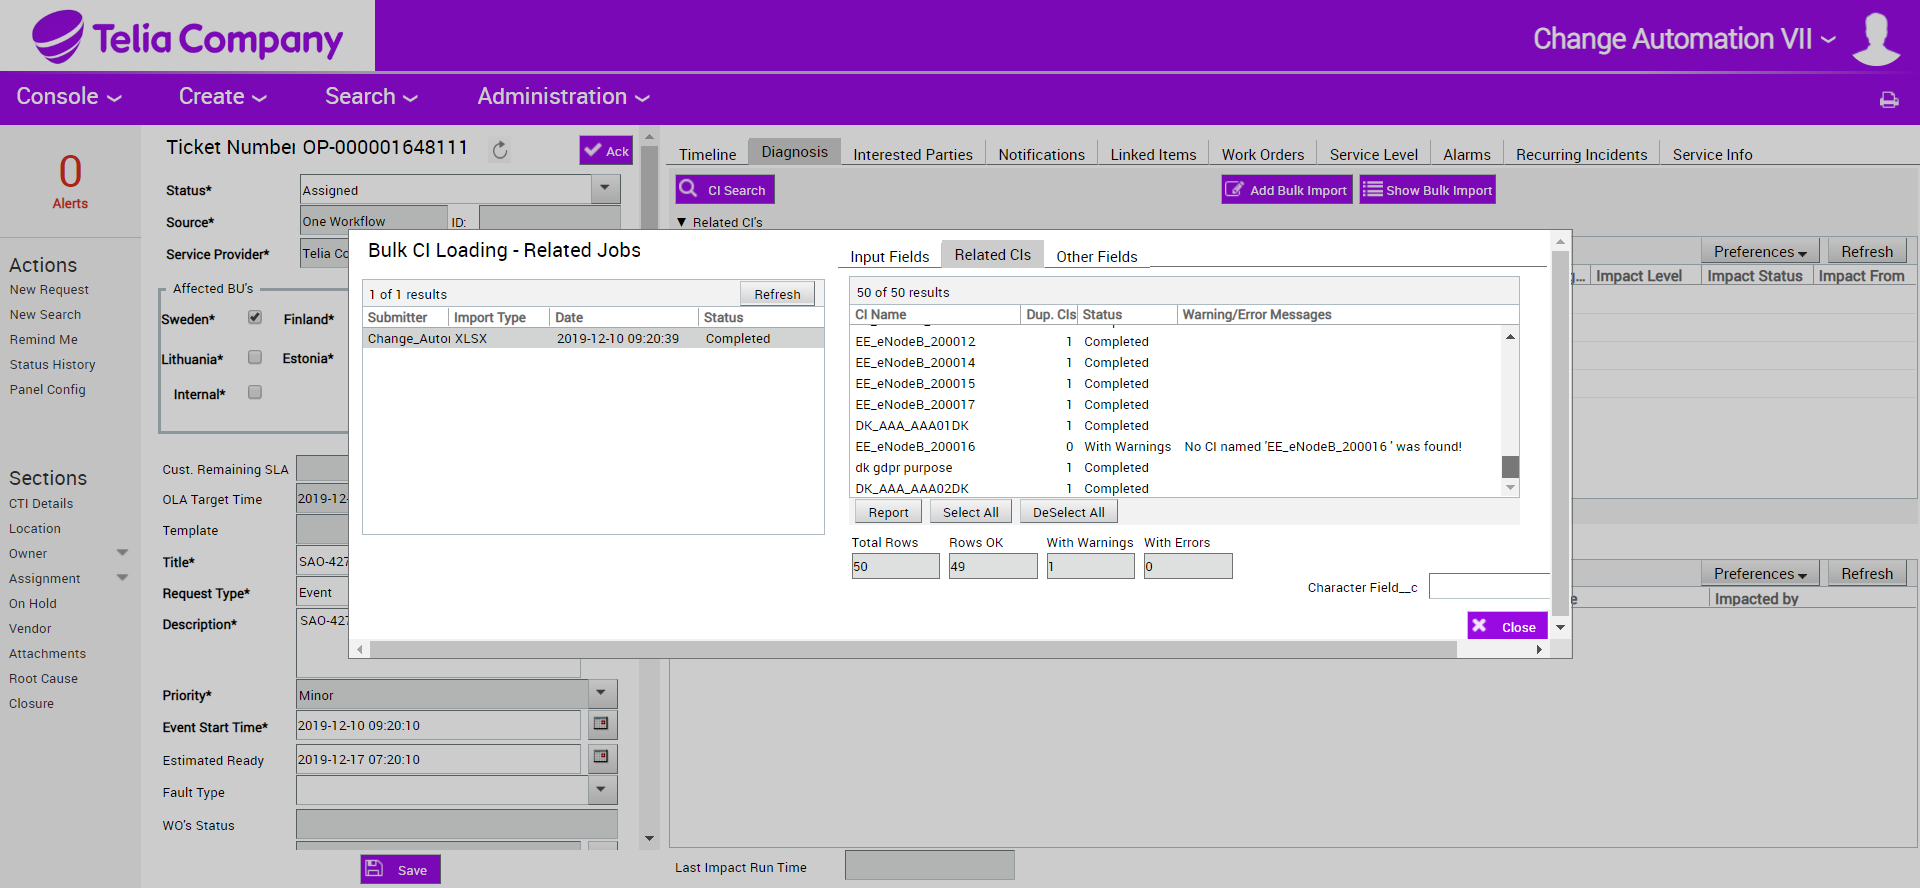 Telia Company
Change Automation VII
Console
Create
Search
Administration
0
Alerts
Actions
New Request
New Search
Remind Me
Status History
Panel Config
Sections
CTI Details
Location
Owner
Assignment
On Hold
Vendor
Attachments
Root Cause
Closure
Ticket Number OP-000001648111
Ack
Status* Assigned
Source* One Workflow ID:
Service Provider* Telia Co
Affected BU's
Sweden* Finland*
Lithuania* Estonia*
Internal*
Cust. Remaining SLA
OLA Target Time 2019-12-
Template
Title* SAO-427
Request Type* Event
Description* SAO-427
Priority* Minor
Event Start Time* 2019-12-10 09:20:10
Estimated Ready 2019-12-17 07:20:10
Fault Type
WO's Status
Save
Timeline Diagnosis Interested Parties Notifications Linked Items Work Orders Service Level Alarms Recurring Incidents Service Info
CI Search Add Bulk Import Show Bulk Import
Related CI's
Preferences Refresh
g... Impact Level Impact Status Impact From
Bulk CI Loading - Related Jobs
1 of 1 results Refresh
Submitter Import Type Date Status
Change_Autor XLSX 2019-12-10 09:20:39 Completed
Input Fields Related CIs Other Fields
50 of 50 results
CI Name Dup. CIs Status Warning/Error Messages
EE_eNodeB_200012 1 Completed
EE_eNodeB_200014 1 Completed
EE_eNodeB_200015 1 Completed
EE_eNodeB_200017 1 Completed
DK_AAA_AAA01DK 1 Completed
EE_eNodeB_200016 0 With Warnings No CI named 'EE_eNodeB_200016 ' was found!
dk gdpr purpose 1 Completed
DK_AAA_AAA02DK 1 Completed
Report Select All DeSelect All
Total Rows Rows OK With Warnings With Errors
50 49 1 0
Character Field__c
Close
Preferences Refresh
e Impacted by
Last Impact Run Time